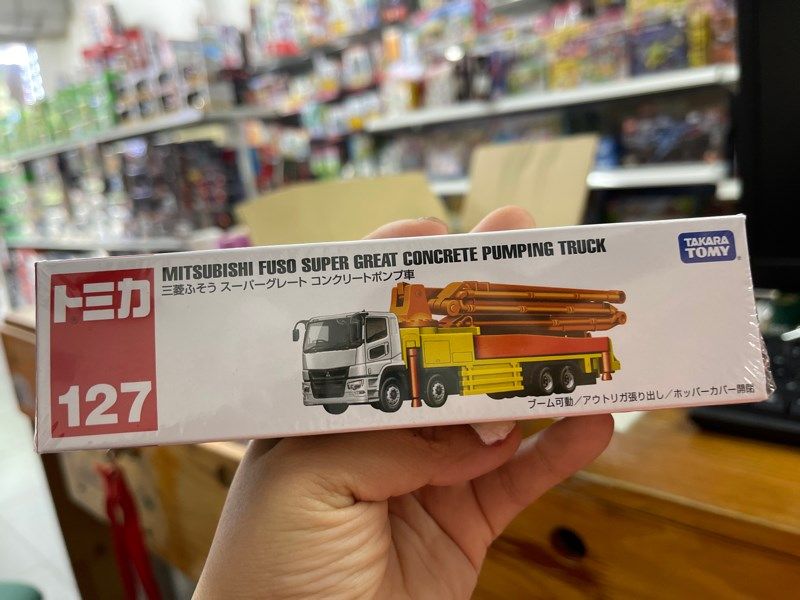 トミカ
127
MITSUBISHI FUSO SUPER GREAT CONCRETE PUMPING TRUCK
三菱ふそう スーパーグレート コンクリートポンプ車
TAKARA
TOMY
ブーム可動/アウトリガ張り出し/ホッパーカバー開閉